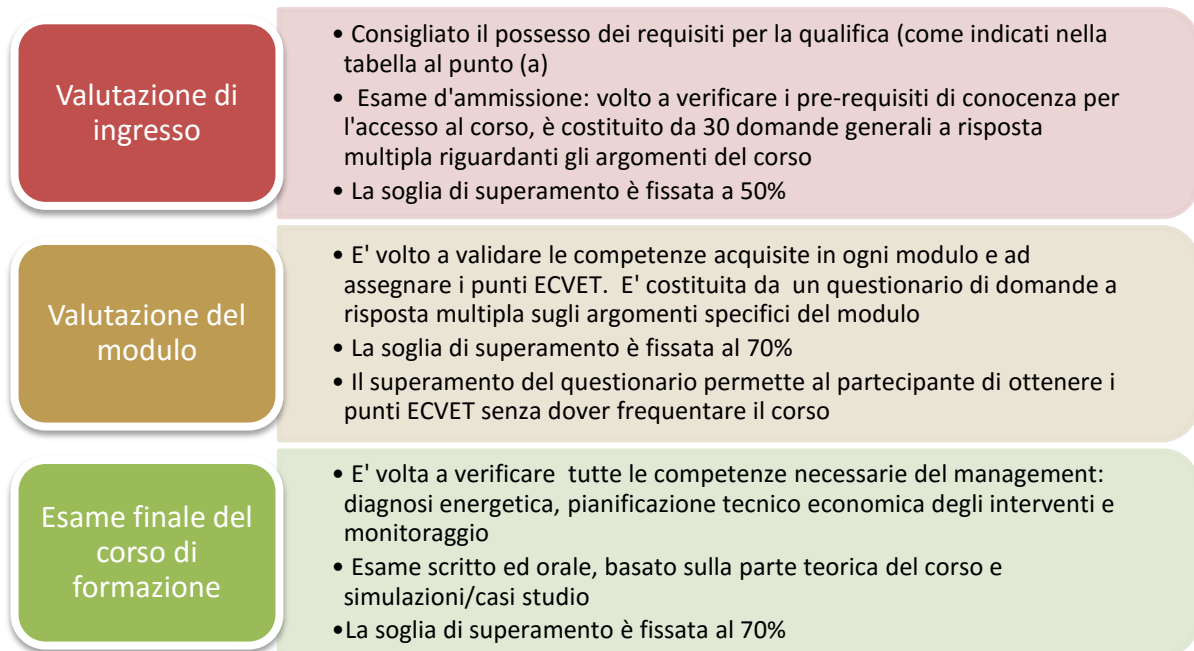 Valutazione di
ingresso
• Consigliato il possesso dei requisiti per la qualifica (come indicati nella
tabella al punto (a)
• Esame d'ammissione: volto a verificare i pre-requisiti di conocenza per
l'accesso al corso, è costituito da 30 domande generali a risposta
multipla riguardanti gli argomenti del corso
• La soglia di superamento è fissata a 50%
Valutazione del
modulo
• E' volto a validare le competenze acquisite in ogni modulo e ad
assegnare i punti ECVET. E' costituita da un questionario di domande a
risposta multipla sugli argomenti specifici del modulo
• La soglia di superamento è fissata al 70%
• Il superamento del questionario permette al partecipante di ottenere i
punti ECVET senza dover frequentare il corso
Esame finale del
corso di
formazione
• E' volta a verificare tutte le competenze necessarie del management:
diagnosi energetica, pianificazione tecnico economica degli interventi e
monitoraggio
• Esame scritto ed orale, basato sulla parte teorica del corso e
simulazioni/casi studio
•La soglia di superamento è fissata al 70%